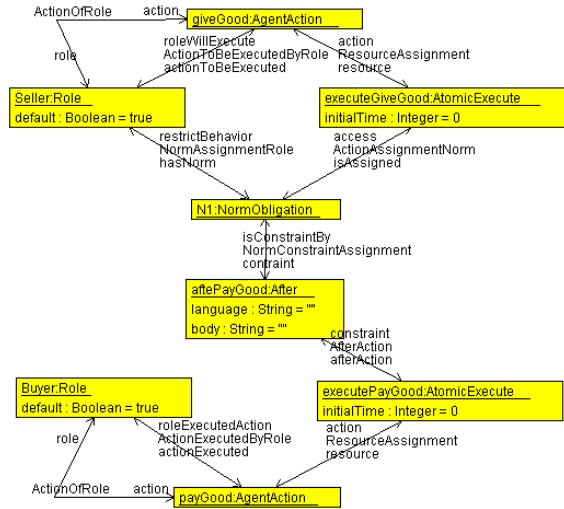 ActionOfRole action
giveGood:AgentAction
role
roleWillExecute
ActionToBeExecutedByRole
actionToBeExecuted
action
ResourceAssignment
resource
Seller:Role
default : Boolean = true
executeGiveGood:AtomicExecute
initialTime : Integer = 0
restrictBehavior
NormAssignmentRole
hasNorm
access
ActionAssignmentNorm
isAssigned
N1:NormObligation
isConstraintBy
NormConstraintAssignment
contraint
aftePayGood:After
language : String = ""
body : String = ""
constraint
AfterAction
afterAction
Buyer:Role
default : Boolean = true
executePayGood:AtomicExecute
initialTime : Integer = 0
role
roleExecutedAction
ActionExecutedByRole
actionExecuted
action
ResourceAssignment
resource
ActionOfRole action
payGood:AgentAction